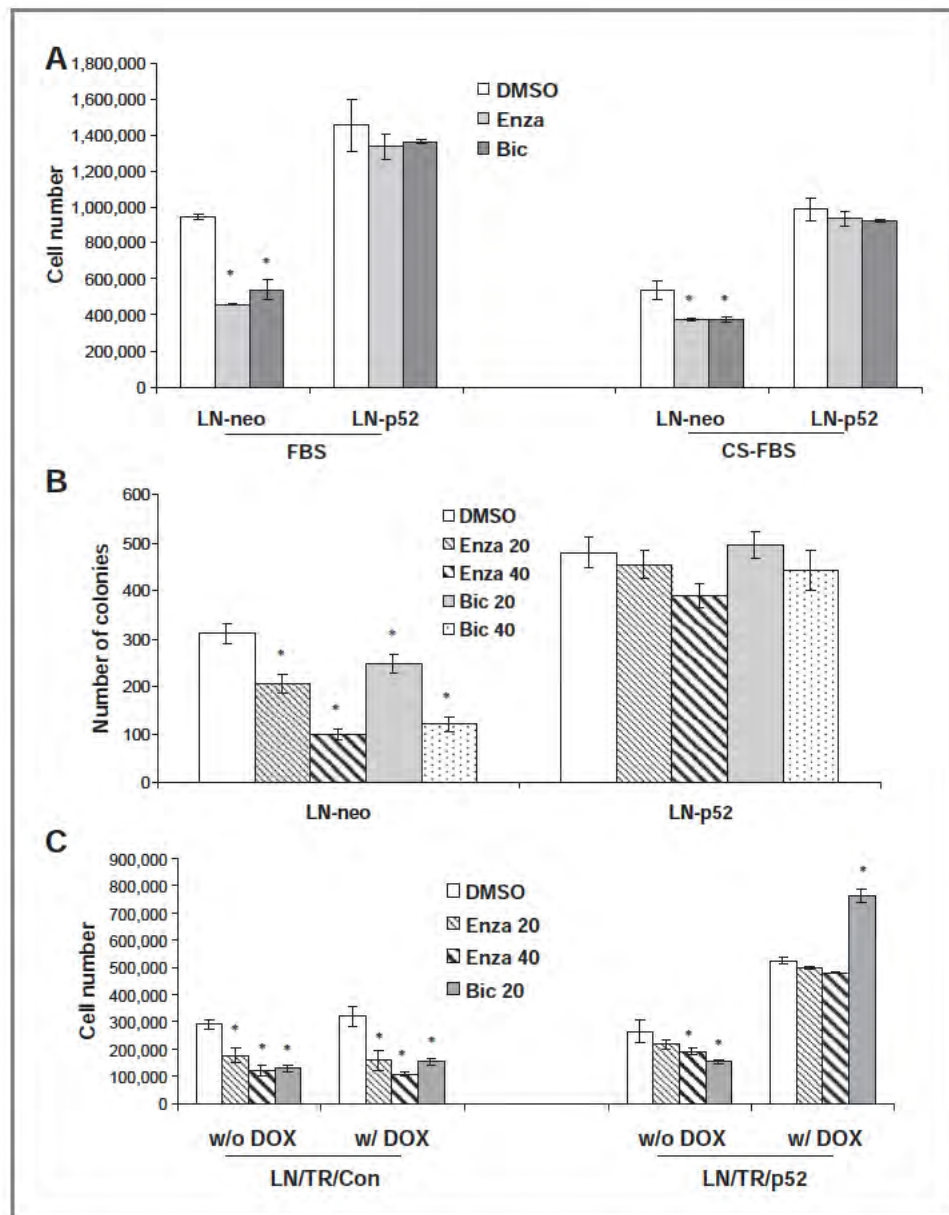 A
1,800,000
1,600,000
1,400,000
1,200,000
1,000,000
800,000
600,000
400,000
200,000
0
Cell number
DMSO
Enza
Bic
* * * *
LN-neo LN-p52 LN-neo LN-p52
FBS CS-FBS
B
600
500
400
300
200
100
0
Number of colonies
DMSO
Enza 20
Enza 40
Bic 20
Bic 40
* * * *
LN-neo LN-p52
C
900,000
800,000
700,000
600,000
500,000
400,000
300,000
200,000
100,000
0
Cell number
DMSO
Enza 20
Enza 40
Bic 20
* * * * * * * * *
w/o DOX w/ DOX w/o DOX w/ DOX
LN/TR/Con LN/TR/p52